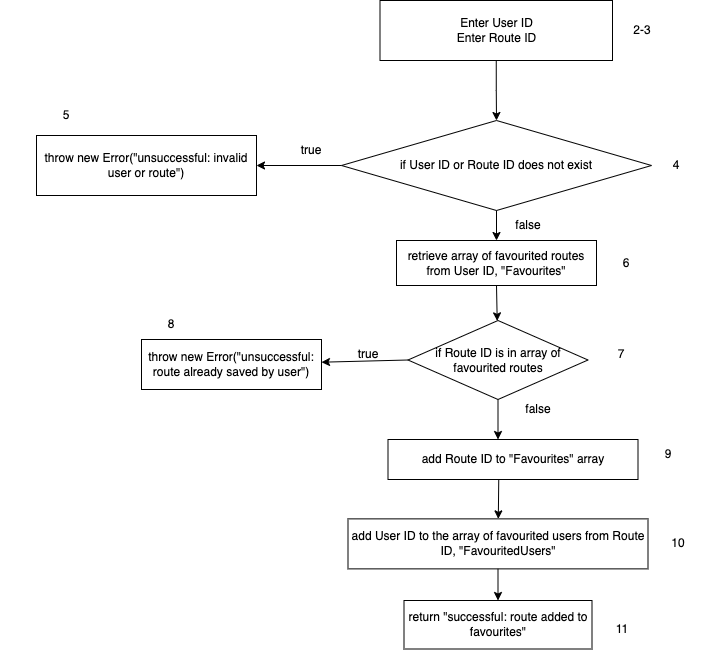 Enter User ID
Enter Route ID
2-3
5
throw new Error("unsuccessful: invalid
user or route")
true
if User ID or Route ID does not exist
4
false
retrieve array of favourited routes
from User ID, "Favourites"
6
8
throw new Error("unsuccessful:
route already saved by user")
true
if Route ID is in array of
favourited routes
7
false
add Route ID to "Favourites" array
9
add User ID to the array of favourited users from Route
ID, "FavouritedUsers"
10
return "successful: route added to
favourites"
11